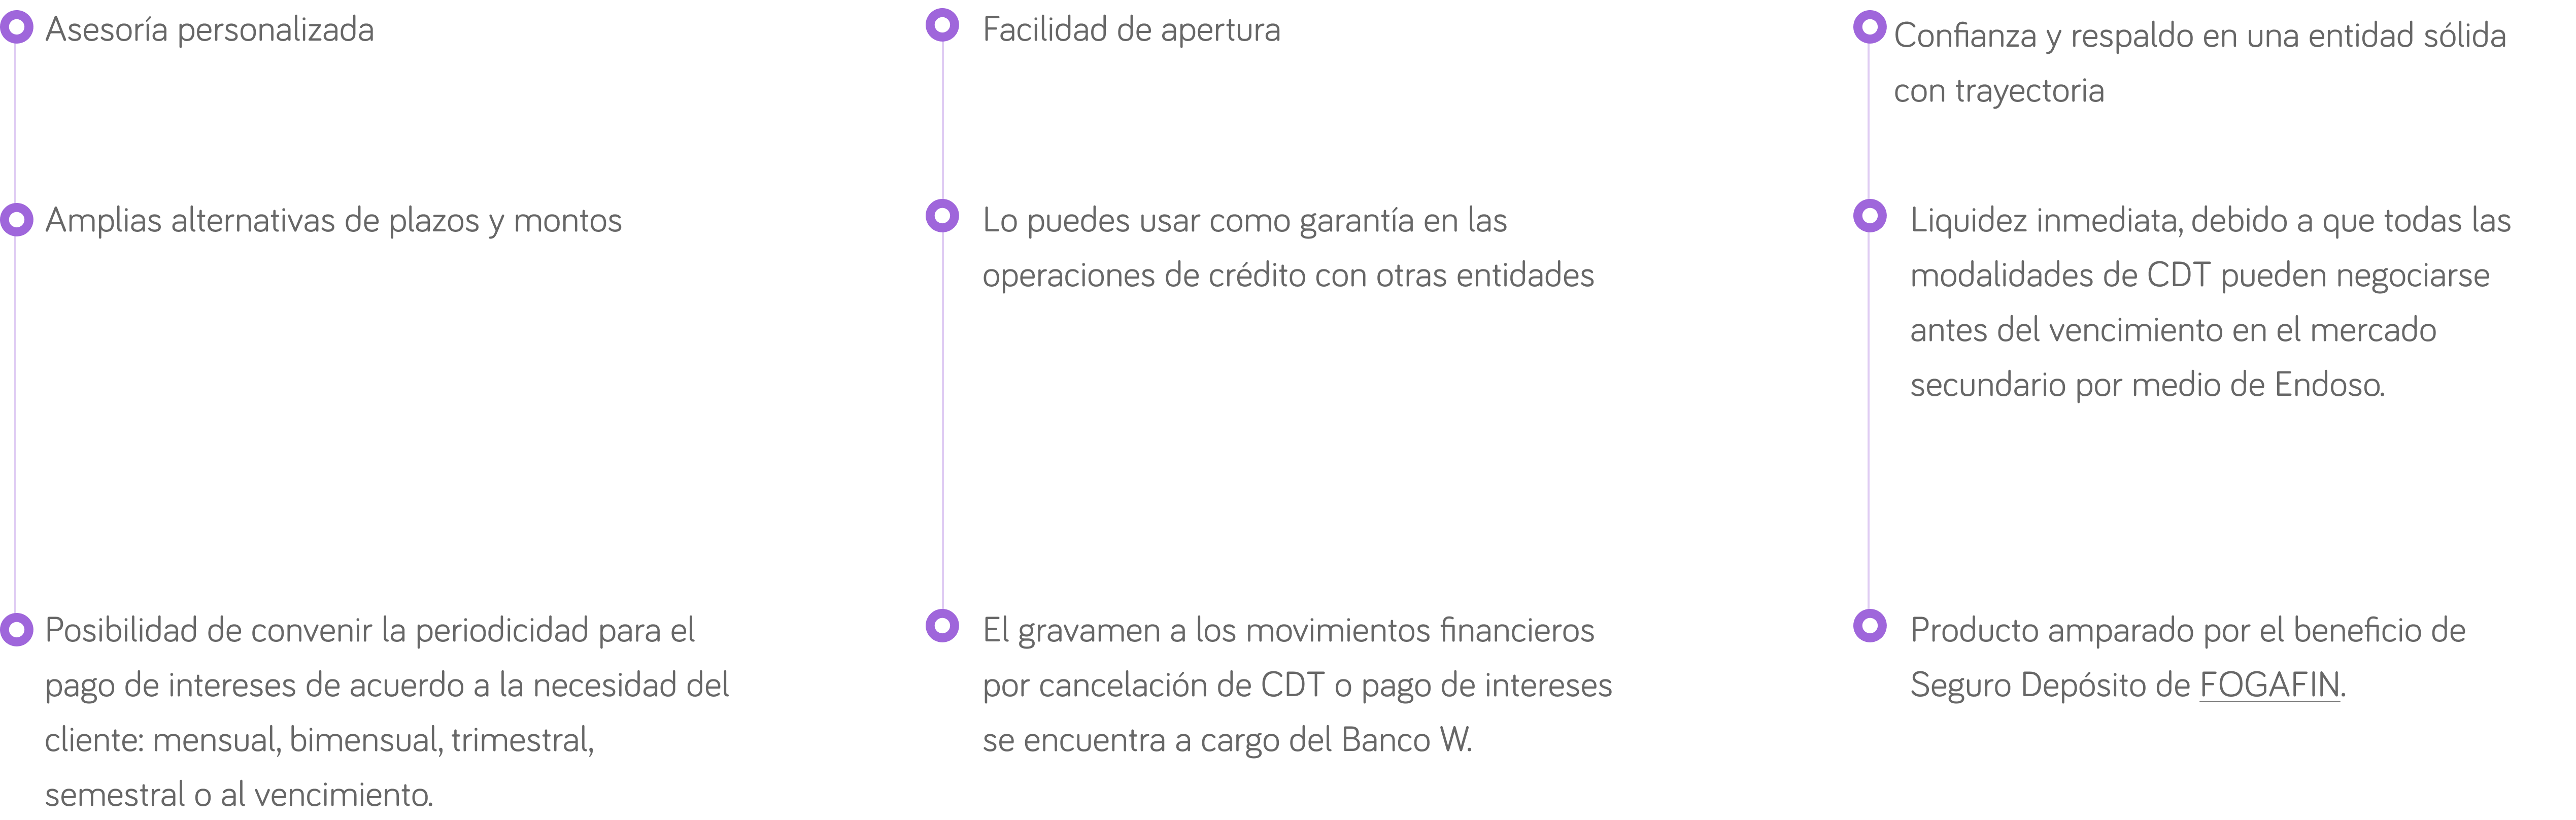 Asesoría personalizada
Amplias alternativas de plazos y montos
Posibilidad de convenir la periodicidad para el
pago de intereses de acuerdo a la necesidad del
cliente: mensual, bimensual, trimestral,
semestral o al vencimiento.
Facilidad de apertura
Lo puedes usar como garantía en las
operaciones de crédito con otras entidades
El gravamen a los movimientos financieros
por cancelación de CDT o pago de intereses
se encuentra a cargo del Banco W.
Confianza y respaldo en una entidad sólida
con trayectoria
Liquidez inmediata, debido a que todas las
modalidades de CDT pueden negociarse
antes del vencimiento en el mercado
secundario por medio de Endoso.
Producto amparado por el beneficio de
Seguro Depósito de FOGAFIN.